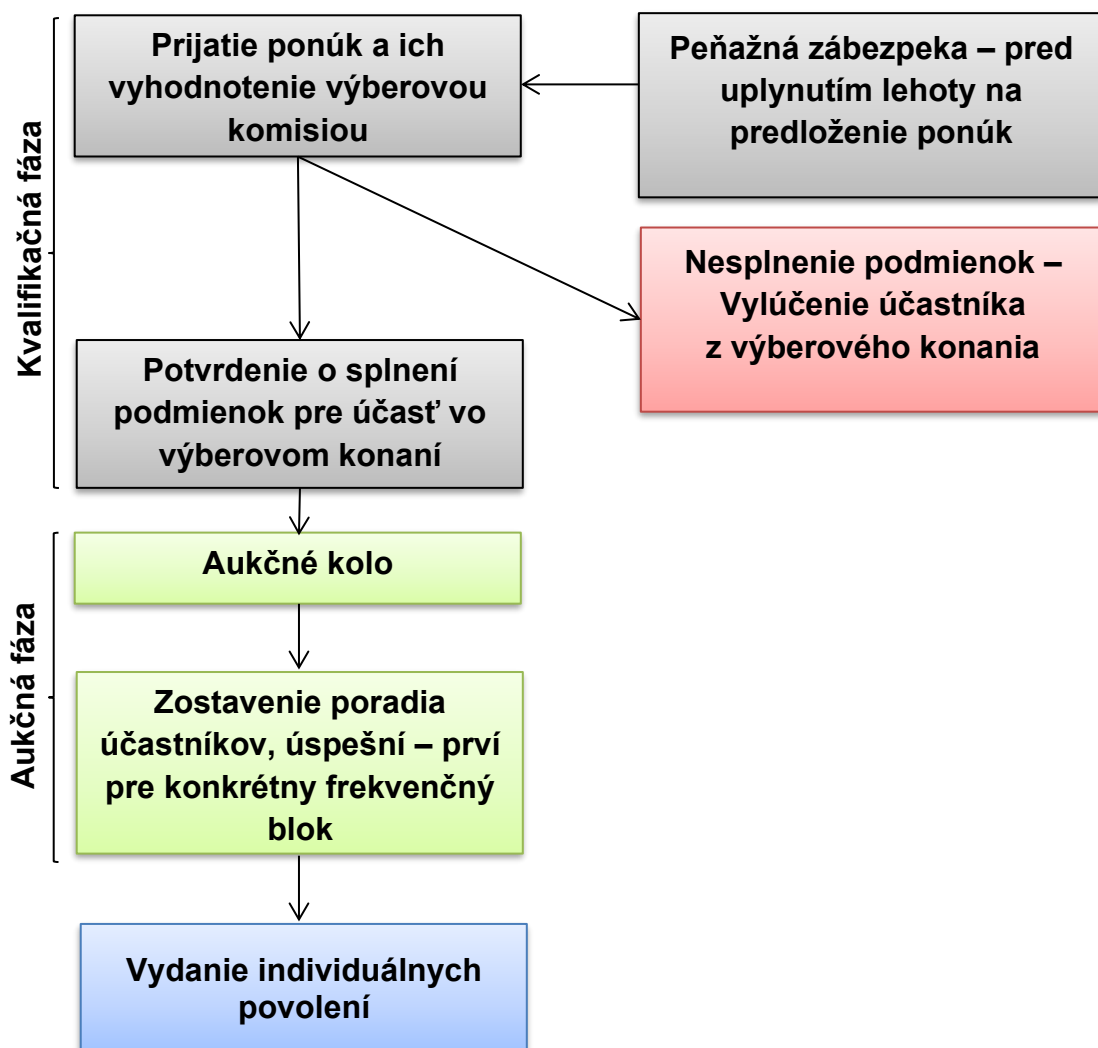 Kvalifikačná fáza
Prijatie ponúk a ich
vyhodnotenie výberovou
komisiou
Peňažná zábezpeka – pred
uplynutím lehoty na
predloženie ponúk
Nesplnenie podmienok –
Vylúčenie účastníka
z výberového konania
Potvrdenie o splnení
podmienok pre účasť vo
výberovom konaní
Aukčná fáza
Aukčné kolo
Zostavenie poradia
účastníkov, úspešní – prví
pre konkrétny frekvenčný
blok
Vydanie individuálnych
povolení